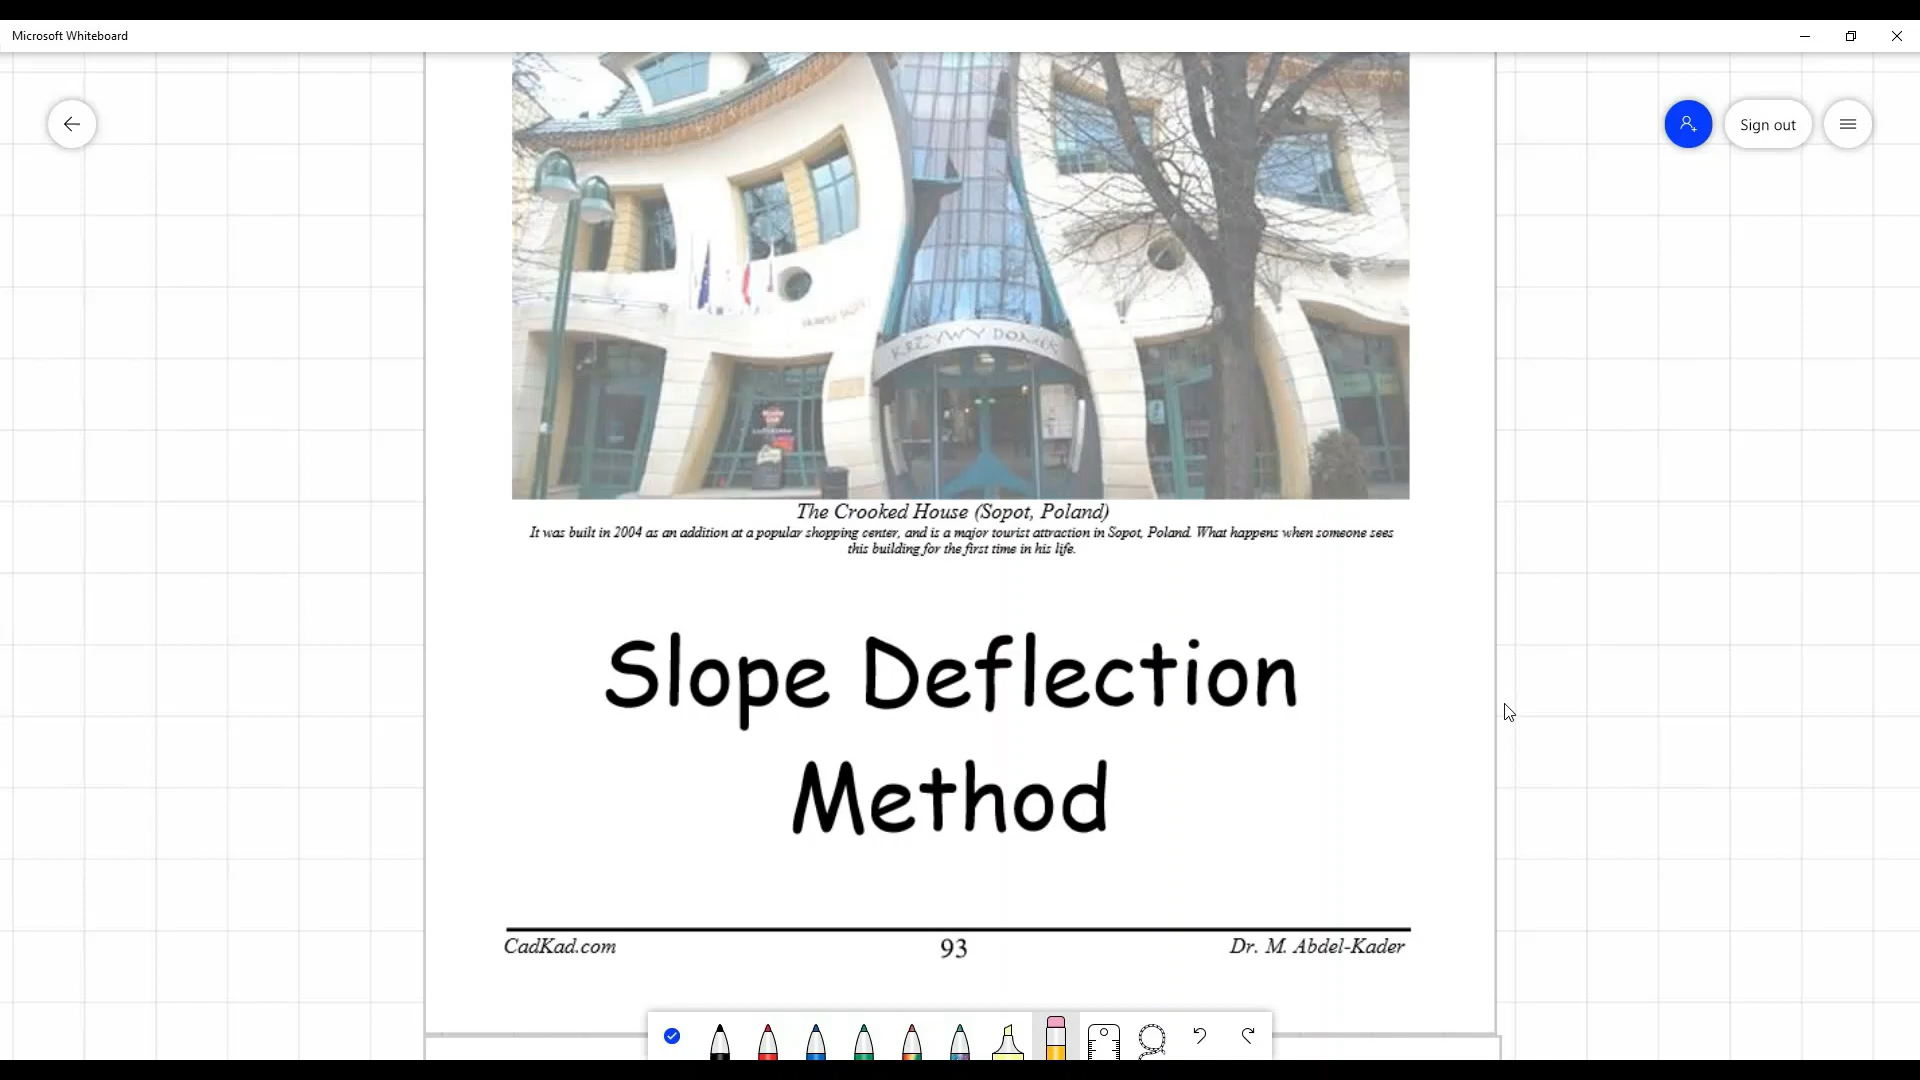 Microsoft Whiteboard
Sign out
KRZYWY DOMEK
The Crooked House (Sopot, Poland)
It was built in 2004 as an addition at a popular shopping center, and is a major tourist attraction in Sopot, Poland. What happens when someone sees
this building for the first time in his life.
Slope Deflection
Method
CadKad.com
93
Dr. M. Abdel-Kader